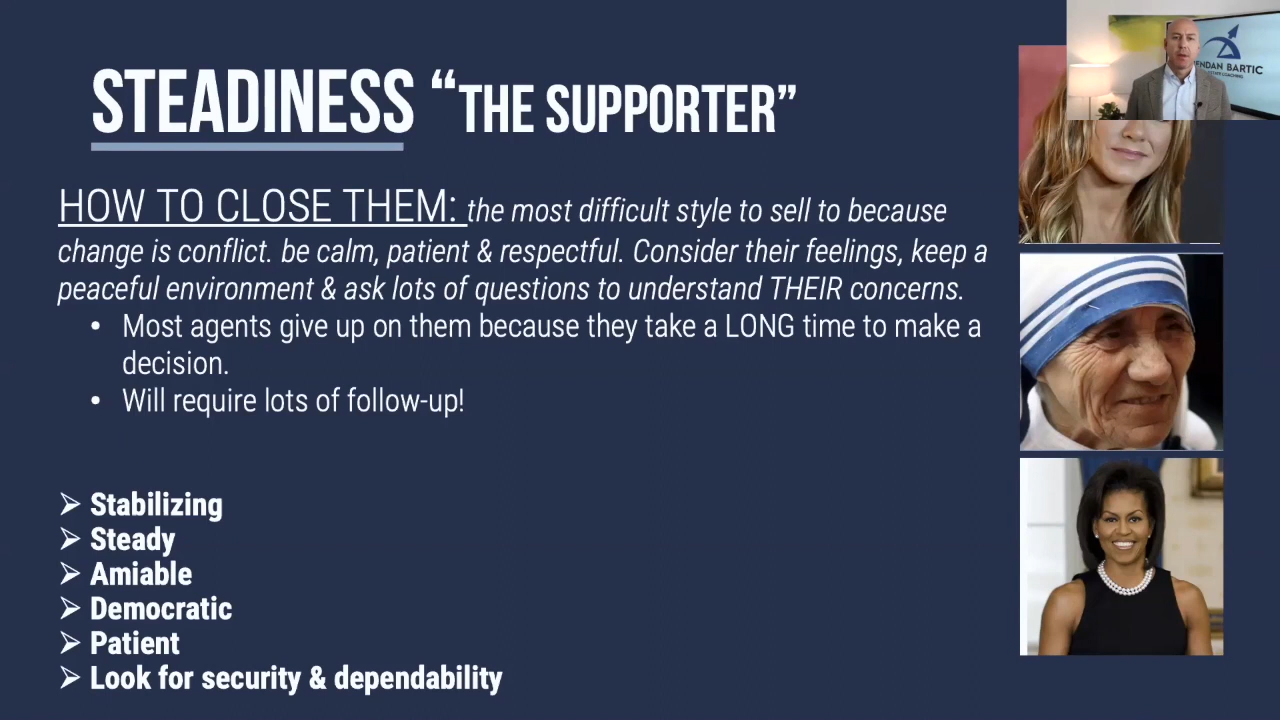 STEADINESS “THE SUPPORTER”
HOW TO CLOSE THEM: the most difficult style to sell to because
change is conflict. be calm, patient & respectful. Consider their feelings, keep a
peaceful environment & ask lots of questions to understand THEIR concerns.
• Most agents give up on them because they take a LONG time to make a
decision.
• Will require lots of follow-up!
➢ Stabilizing
➢ Steady
➢ Amiable
➢ Democratic
➢ Patient
➢ Look for security & dependability
BARTIC